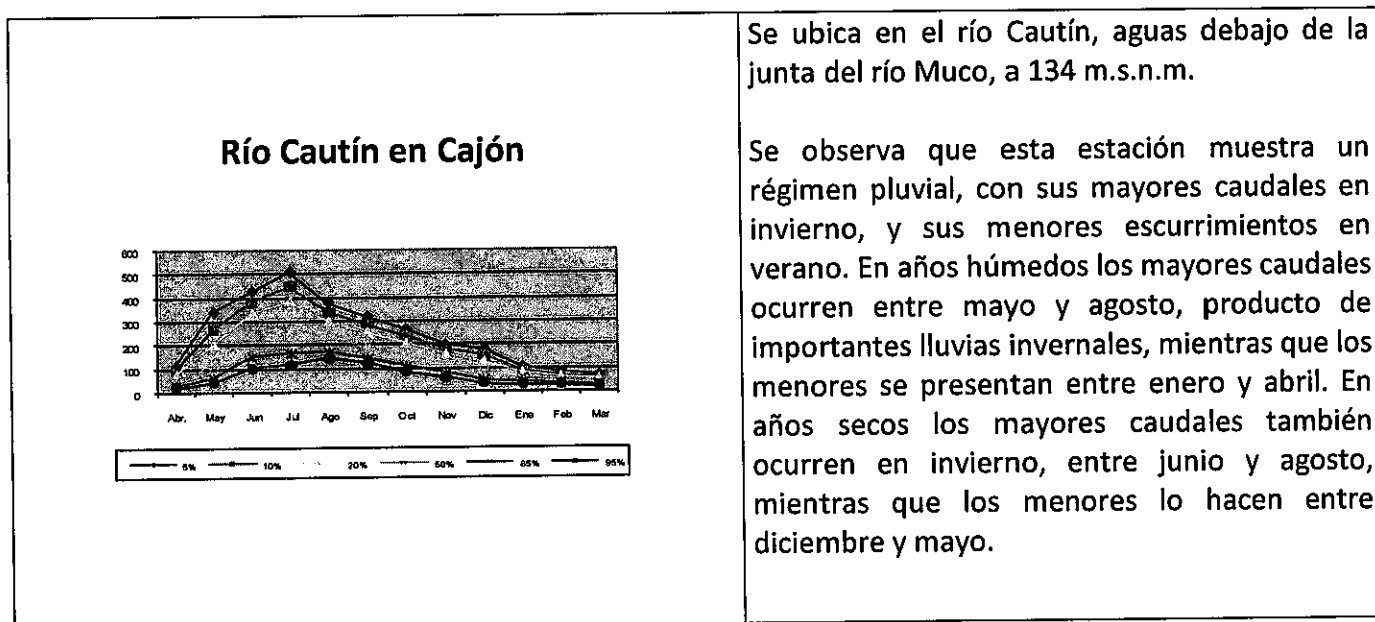 Río Cautín en Cajón
600
500
400
300
200
100
0
Abr. May Jun Jul Ago Sep Oct Nov Dic Ene Feb Mar
5% 10% 20% 50% 85% 95%
Se ubica en el río Cautín, aguas debajo de la
junta del río Muco, a 134 m.s.n.m.
Se observa que esta estación muestra un
régimen pluvial, con sus mayores caudales en
invierno, y sus menores escurrimientos en
verano. En años húmedos los mayores caudales
ocurren entre mayo y agosto, producto de
importantes lluvias invernales, mientras que los
menores se presentan entre enero y abril. En
años secos los mayores caudales también
ocurren en invierno, entre junio y agosto,
mientras que los menores lo hacen entre
diciembre y mayo.